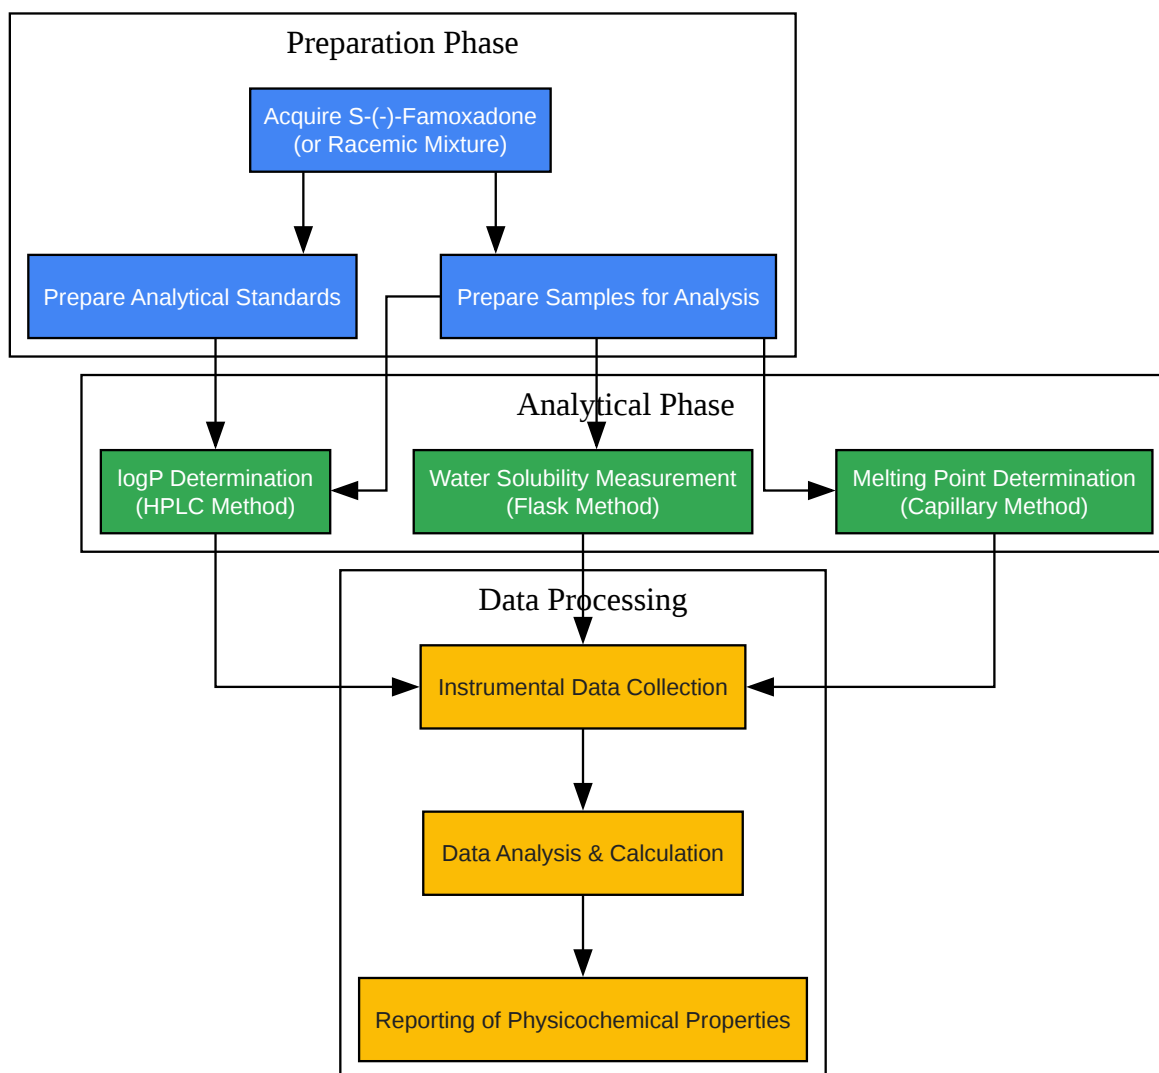 Preparation Phase
Acquire S-(-)-Famoxadone
(or Racemic Mixture)
Prepare Analytical Standards
Prepare Samples for Analysis
Analytical Phase
logP Determination
(HPLC Method)
Water Solubility Measurement
(Flask Method)
Melting Point Determination
(Capillary Method)
Data Processing
Instrumental Data Collection
Data Analysis & Calculation
Reporting of Physicochemical Properties